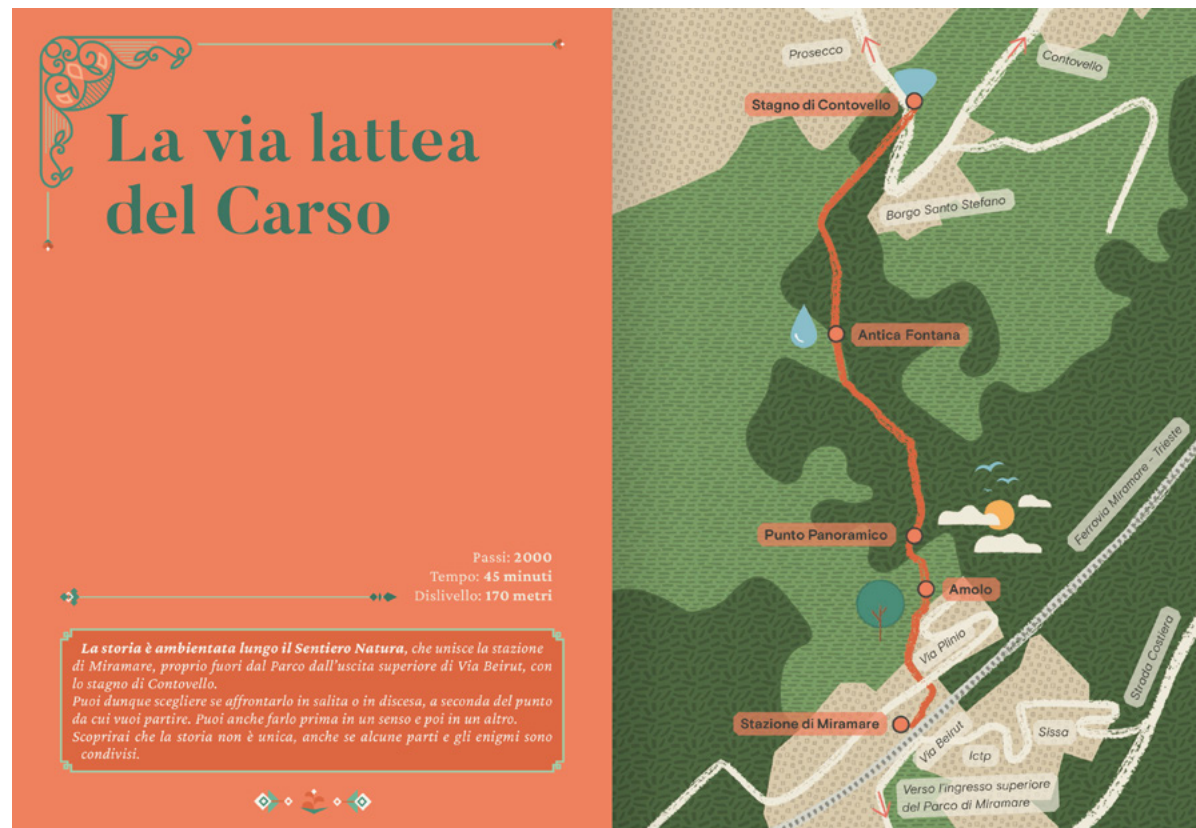 La via lattea
del Carso
Passi: 2000
Tempo: 45 minuti
Dislivello: 170 metri
La storia è ambientata lungo il Sentiero Natura, che unisce la stazione
di Miramare, proprio fuori dal Parco dall'uscita superiore di Via Beirut, con
lo stagno di Contovello.
Puoi dunque scegliere se affrontarlo in salita o in discesa, a seconda del punto
da cui vuoi partire. Puoi anche farlo prima in un senso e poi in un altro.
Scoprirai che la storia non è unica, anche se alcune parti e gli enigmi sono
condivisi.
Prosecco
Contovello
Stagno di Contovello
Borgo Santo Stefano
Antica Fontana
Ferrovia Miramare - Trieste
Punto Panoramico
Amolo
Via Plinio
Strada Costiera
Stazione di Miramare
Via Beirut
Ictp
Sissa
Verso l'ingresso superiore
del Parco di Miramare